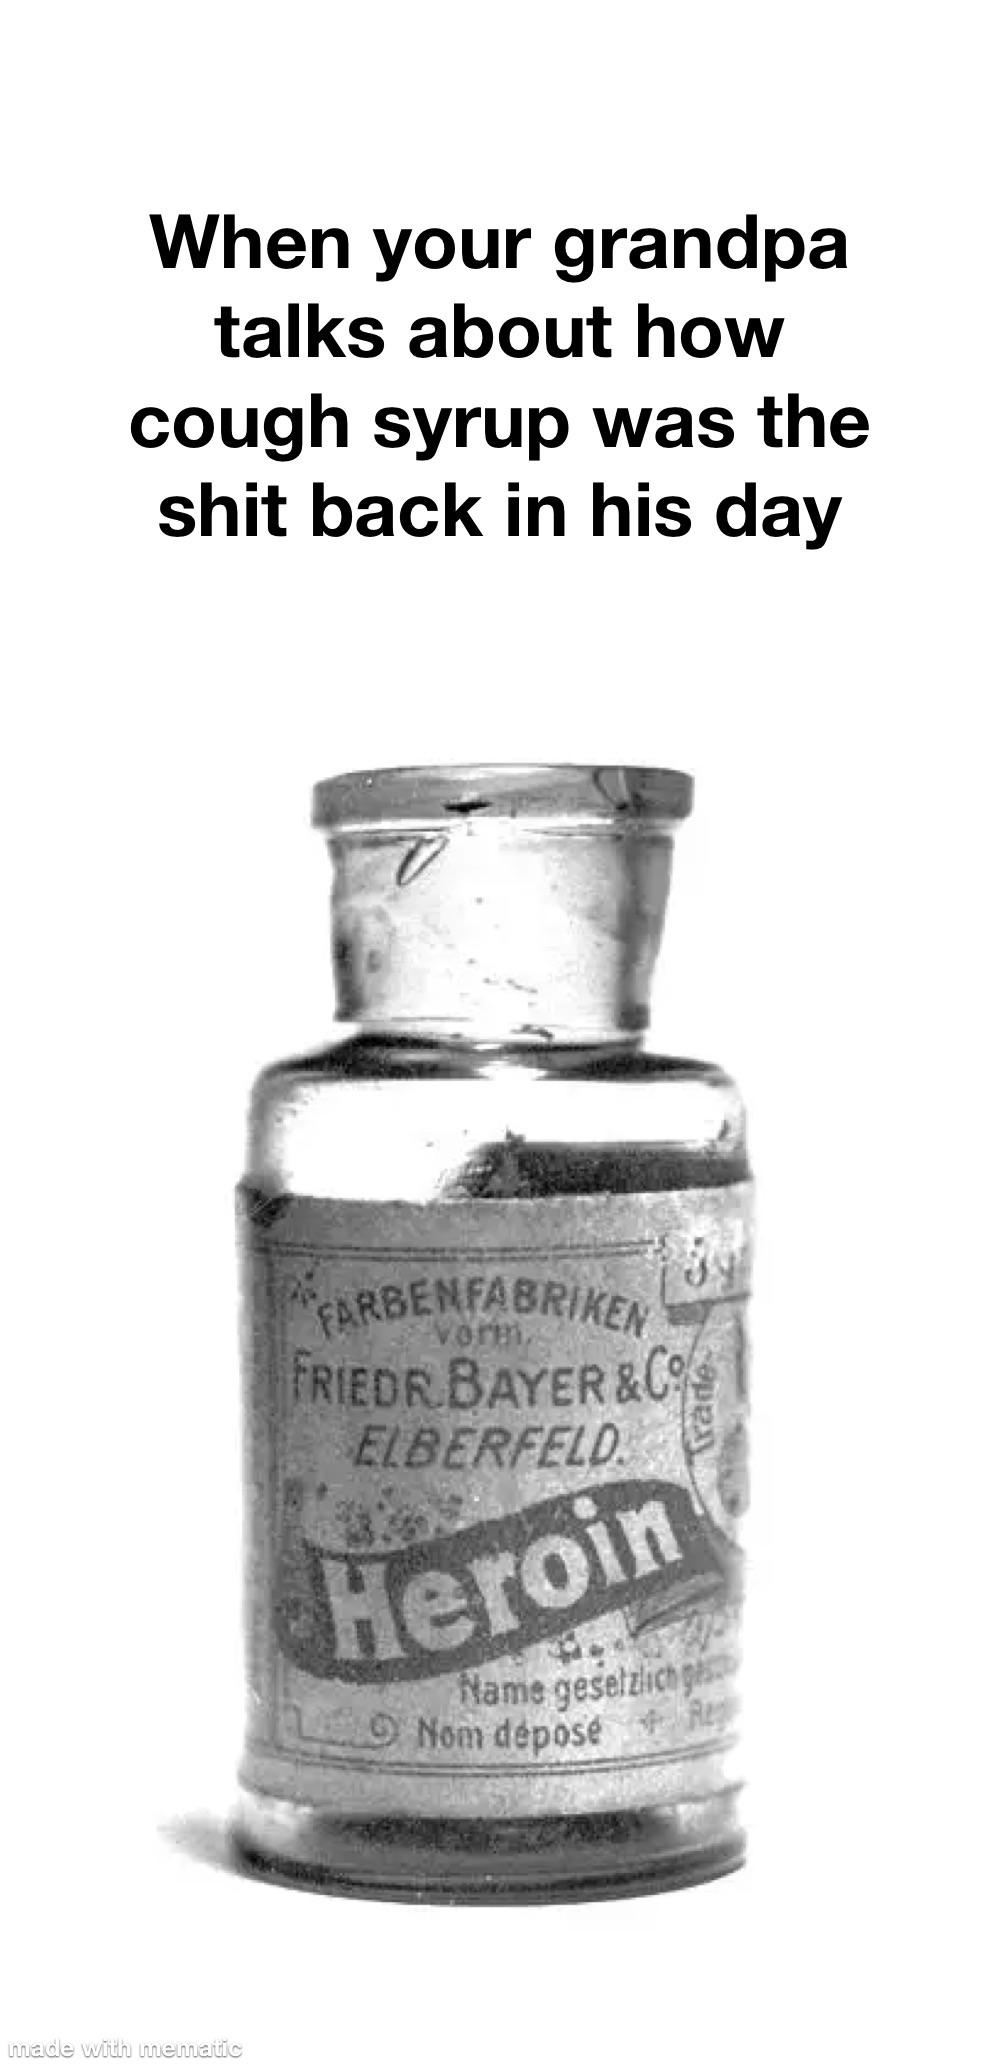 When your grandpa
talks about how
cough syrup was the
shit back in his day
FARBENFABRIKEN
vorm.
FRIEDR. BAYER & Co.
ELBERFELD.
Trade
Heroin
Name gesetzlich
Nom déposé
made with mematic